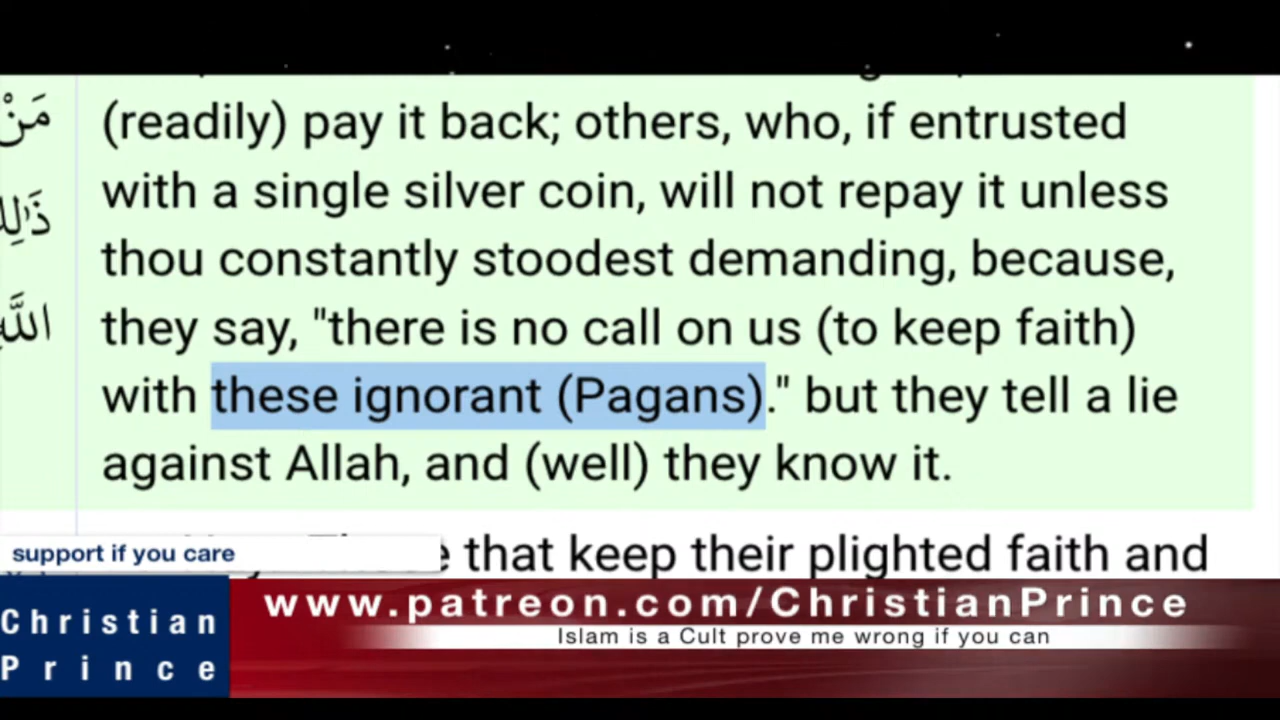 (readily) pay it back; others, who, if entrusted
مَنْ
with a single silver coin, will not repay it unless
thou constantly stoodest demanding, because,
they say, "there is no call on us (to keep faith)
with these ignorant (Pagans)." but they tell a lie
against Allah, and (well) they know it.
that keep their plighted faith and
support if you care
Christian
Prince
www.patreon.com/ChristianPrince
Islam is a Cult prove me wrong if you can